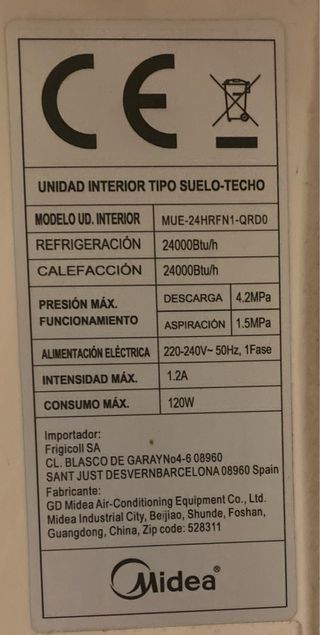 CE
UNIDAD INTERIOR TIPO SUELO-TECHO
MODELO UD. INTERIOR MUE-24HRFN1-QRD0
REFRIGERACIÓN 24000Btu/h
CALEFACCIÓN 24000Btu/h
PRESIÓN MÁX. FUNCIONAMIENTO DESCARGA 4.2MPa
ASPIRACIÓN 1.5MPa
ALIMENTACIÓN ELÉCTRICA 220-240V~ 50Hz, 1Fase
INTENSIDAD MÁX. 1.2A
CONSUMO MÁX. 120W
Importador:
Frigicoll SA
CL. BLASCO DE GARAYNo4-6 08960
SANT JUST DESVERNBARCELONA 08960 Spain
Fabricante:
GD Midea Air-Conditioning Equipment Co., Ltd.
Midea Industrial City, Beijiao, Shunde, Foshan,
Guangdong, China, Zip code: 528311
Midea®